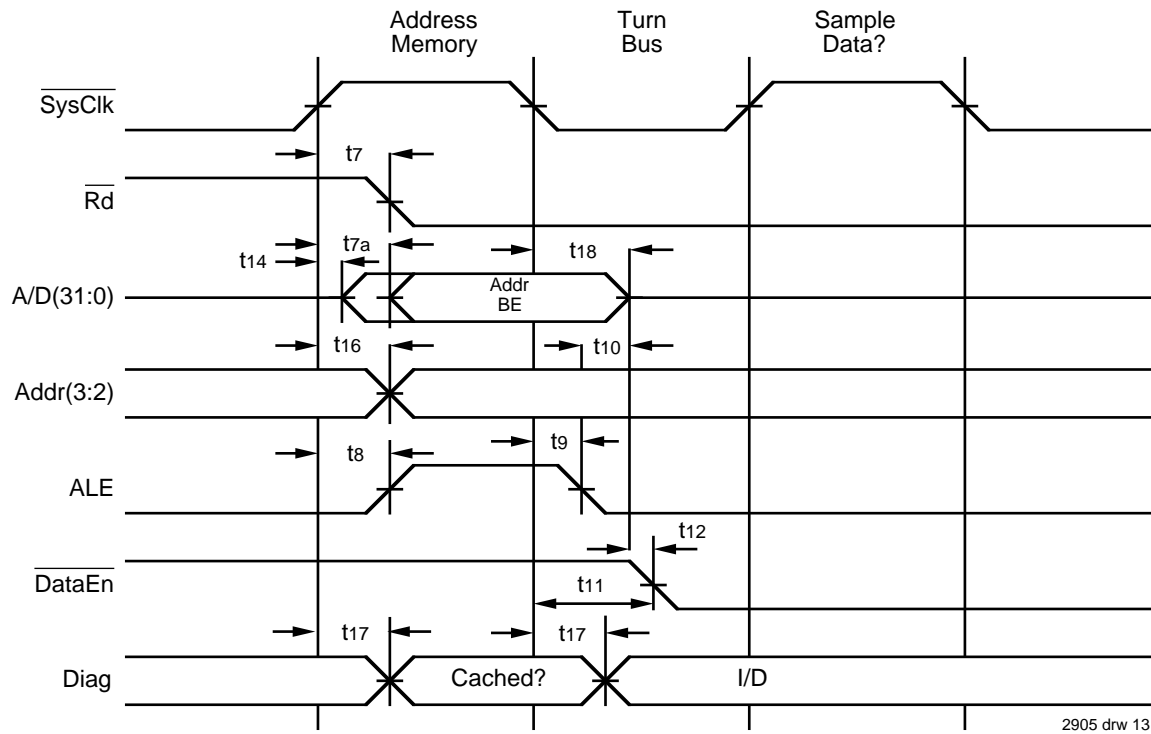 Address Memory
Turn Bus
Sample Data?
SysClk
t7
Rd
t7a
t14
t18
A/D(31:0)
Addr
BE
t16
t10
Addr(3:2)
t8
t9
ALE
t12
DataEn
t11
t17
t17
Diag
Cached?
I/D
2905 drw 13